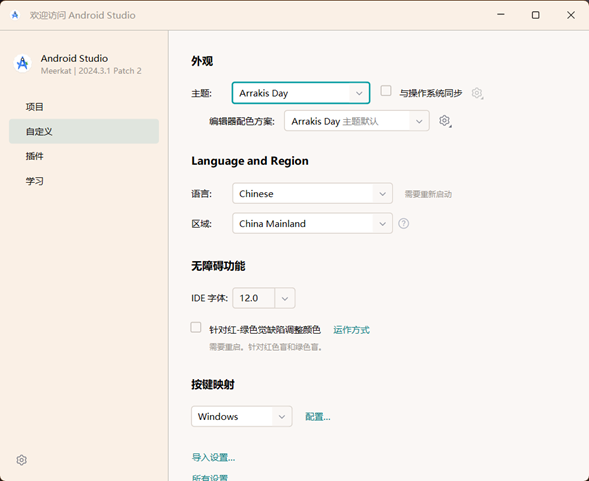 欢迎访问 Android Studio
Android Studio
Meerkat | 2024.3.1 Patch 2
项目
自定义
插件
学习
外观
主题: Arrakis Day 与操作系统同步
编辑器配色方案: Arrakis Day 主题默认
Language and Region
语言: Chinese 需要重新启动
区域: China Mainland ?
无障碍功能
IDE 字体: 12.0
针对红-绿色觉缺陷调整颜色 运作方式
需要重启。针对红色盲和绿色盲。
按键映射
Windows 配置...
导入设置...
所有设置